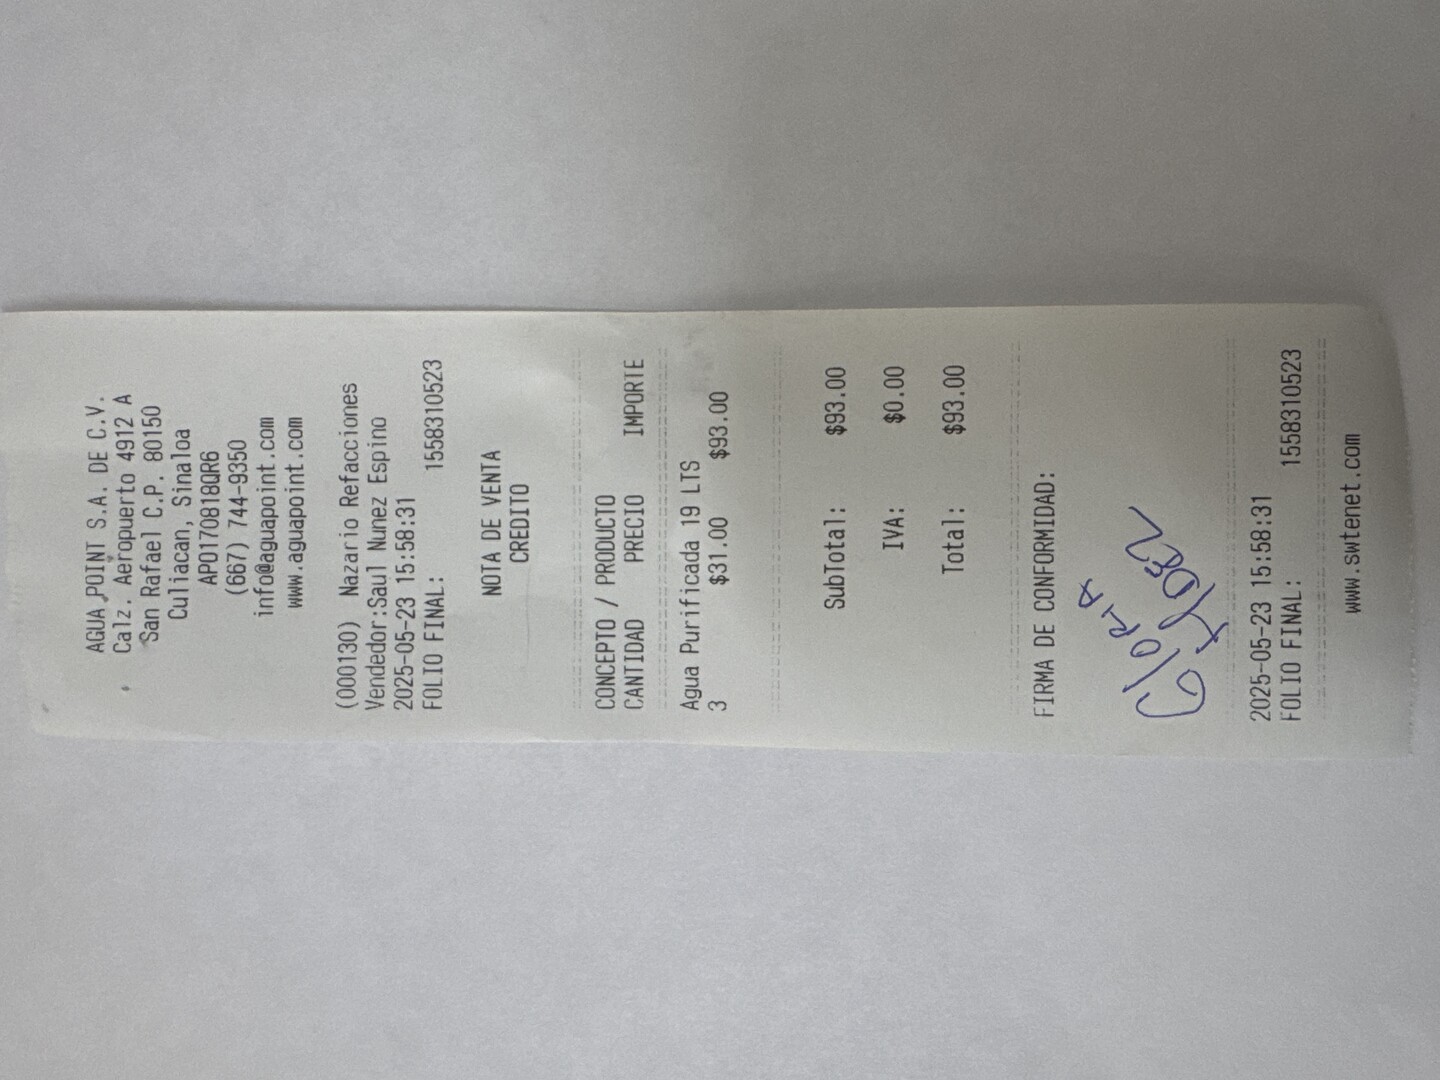 AGUA POINT S.A. DE C.V.
Calz. Aeropuerto 4912 A
San Rafael C.P. 80150
Culiacan, Sinaloa
APO170818QR6
(667) 744-9350
info@aguapoint.com
www.aguapoint.com
(000130) Nazario Refacciones
Vendedor:Saul Nunez Espino
2025-05-23 15:58:31
FOLIO FINAL: 1558310523
NOTA DE VENTA
CREDITO
CONCEPTO / PRODUCTO
CANTIDAD PRECIO IMPORTE
Agua Purificada 19 LTS
3 $31.00 $93.00
SubTotal: $93.00
IVA: $0.00
Total: $93.00
FIRMA DE CONFORMIDAD:
GlORIA
2025-05-23 15:58:31
FOLIO FINAL: 1558310523
www.swtenet.com